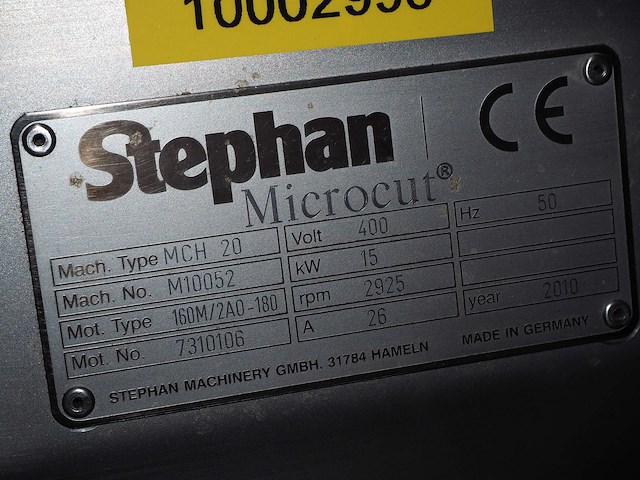 Stephan
Microcut®
CE
Mach. Type MCH 20
Mach. No. M10052
Mot. Type 160M/2A0-180
Mot. No. 7310106
Volt 400
kW 15
rpm 2925
A 26
Hz 50
year 2010
STEPHAN MACHINERY GMBH. 31784 HAMELN MADE IN GERMANY